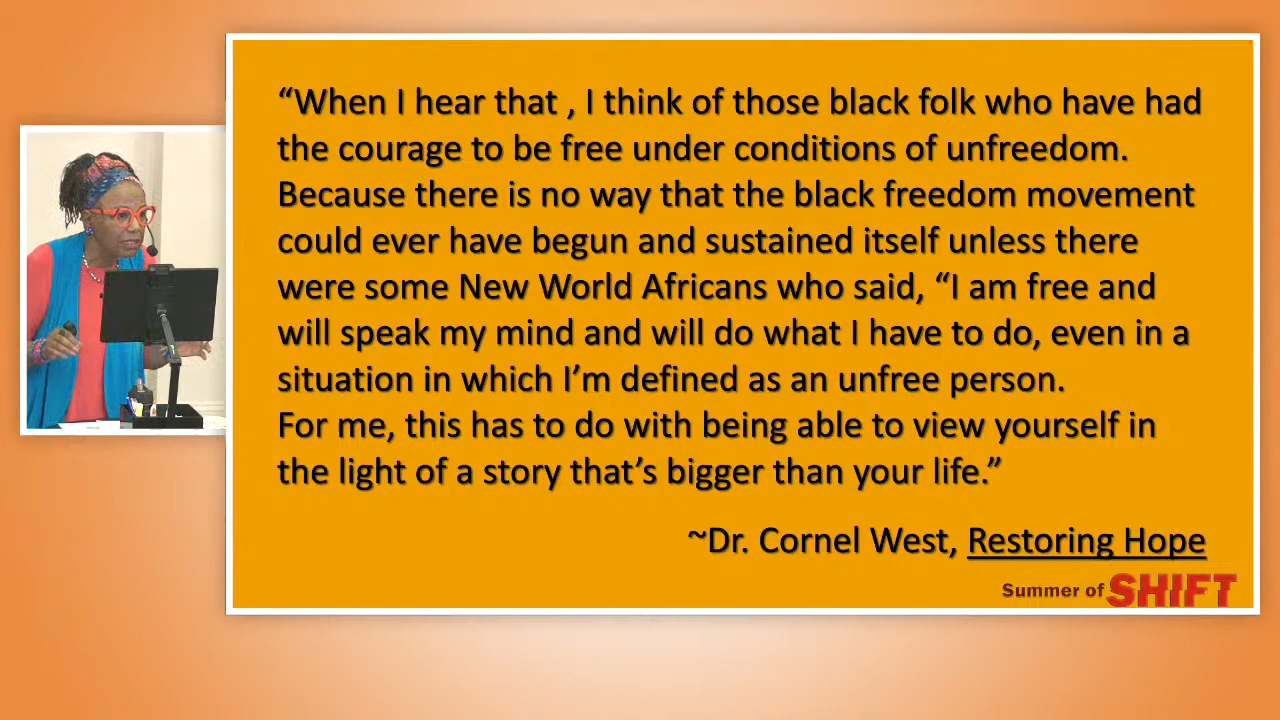 “When I hear that , I think of those black folk who have had
the courage to be free under conditions of unfreedom.
Because there is no way that the black freedom movement
could ever have begun and sustained itself unless there
were some New World Africans who said, “I am free and
will speak my mind and will do what I have to do, even in a
situation in which I’m defined as an unfree person.
For me, this has to do with being able to view yourself in
the light of a story that’s bigger than your life.”
~Dr. Cornel West, Restoring Hope
Summer of SHIFT